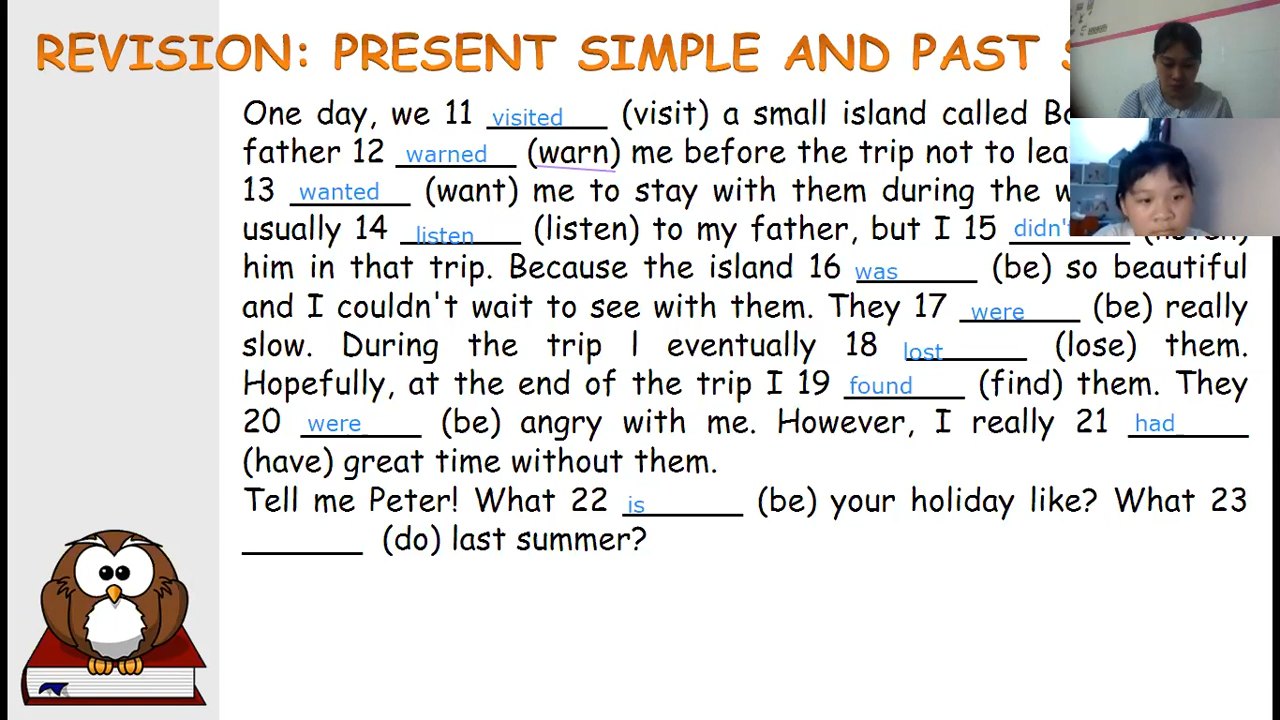 REVISION: PRESENT SIMPLE AND PAST
One day, we 11 visited (visit) a small island called
father 12 warned (warn) me before the trip not to
13 wanted (want) me to stay with them during the
usually 14 listen (listen) to my father, but I 15
him in that trip. Because the island 16 was (be) so beautiful
and I couldn't wait to see with them. They 17 were (be) really
slow. During the trip l eventually 18 lost (lose) them.
Hopefully, at the end of the trip I 19 found (find) them. They
20 were (be) angry with me. However, I really 21 had
(have) great time without them.
Tell me Peter! What 22 is (be) your holiday like? What 23
(do) last summer?